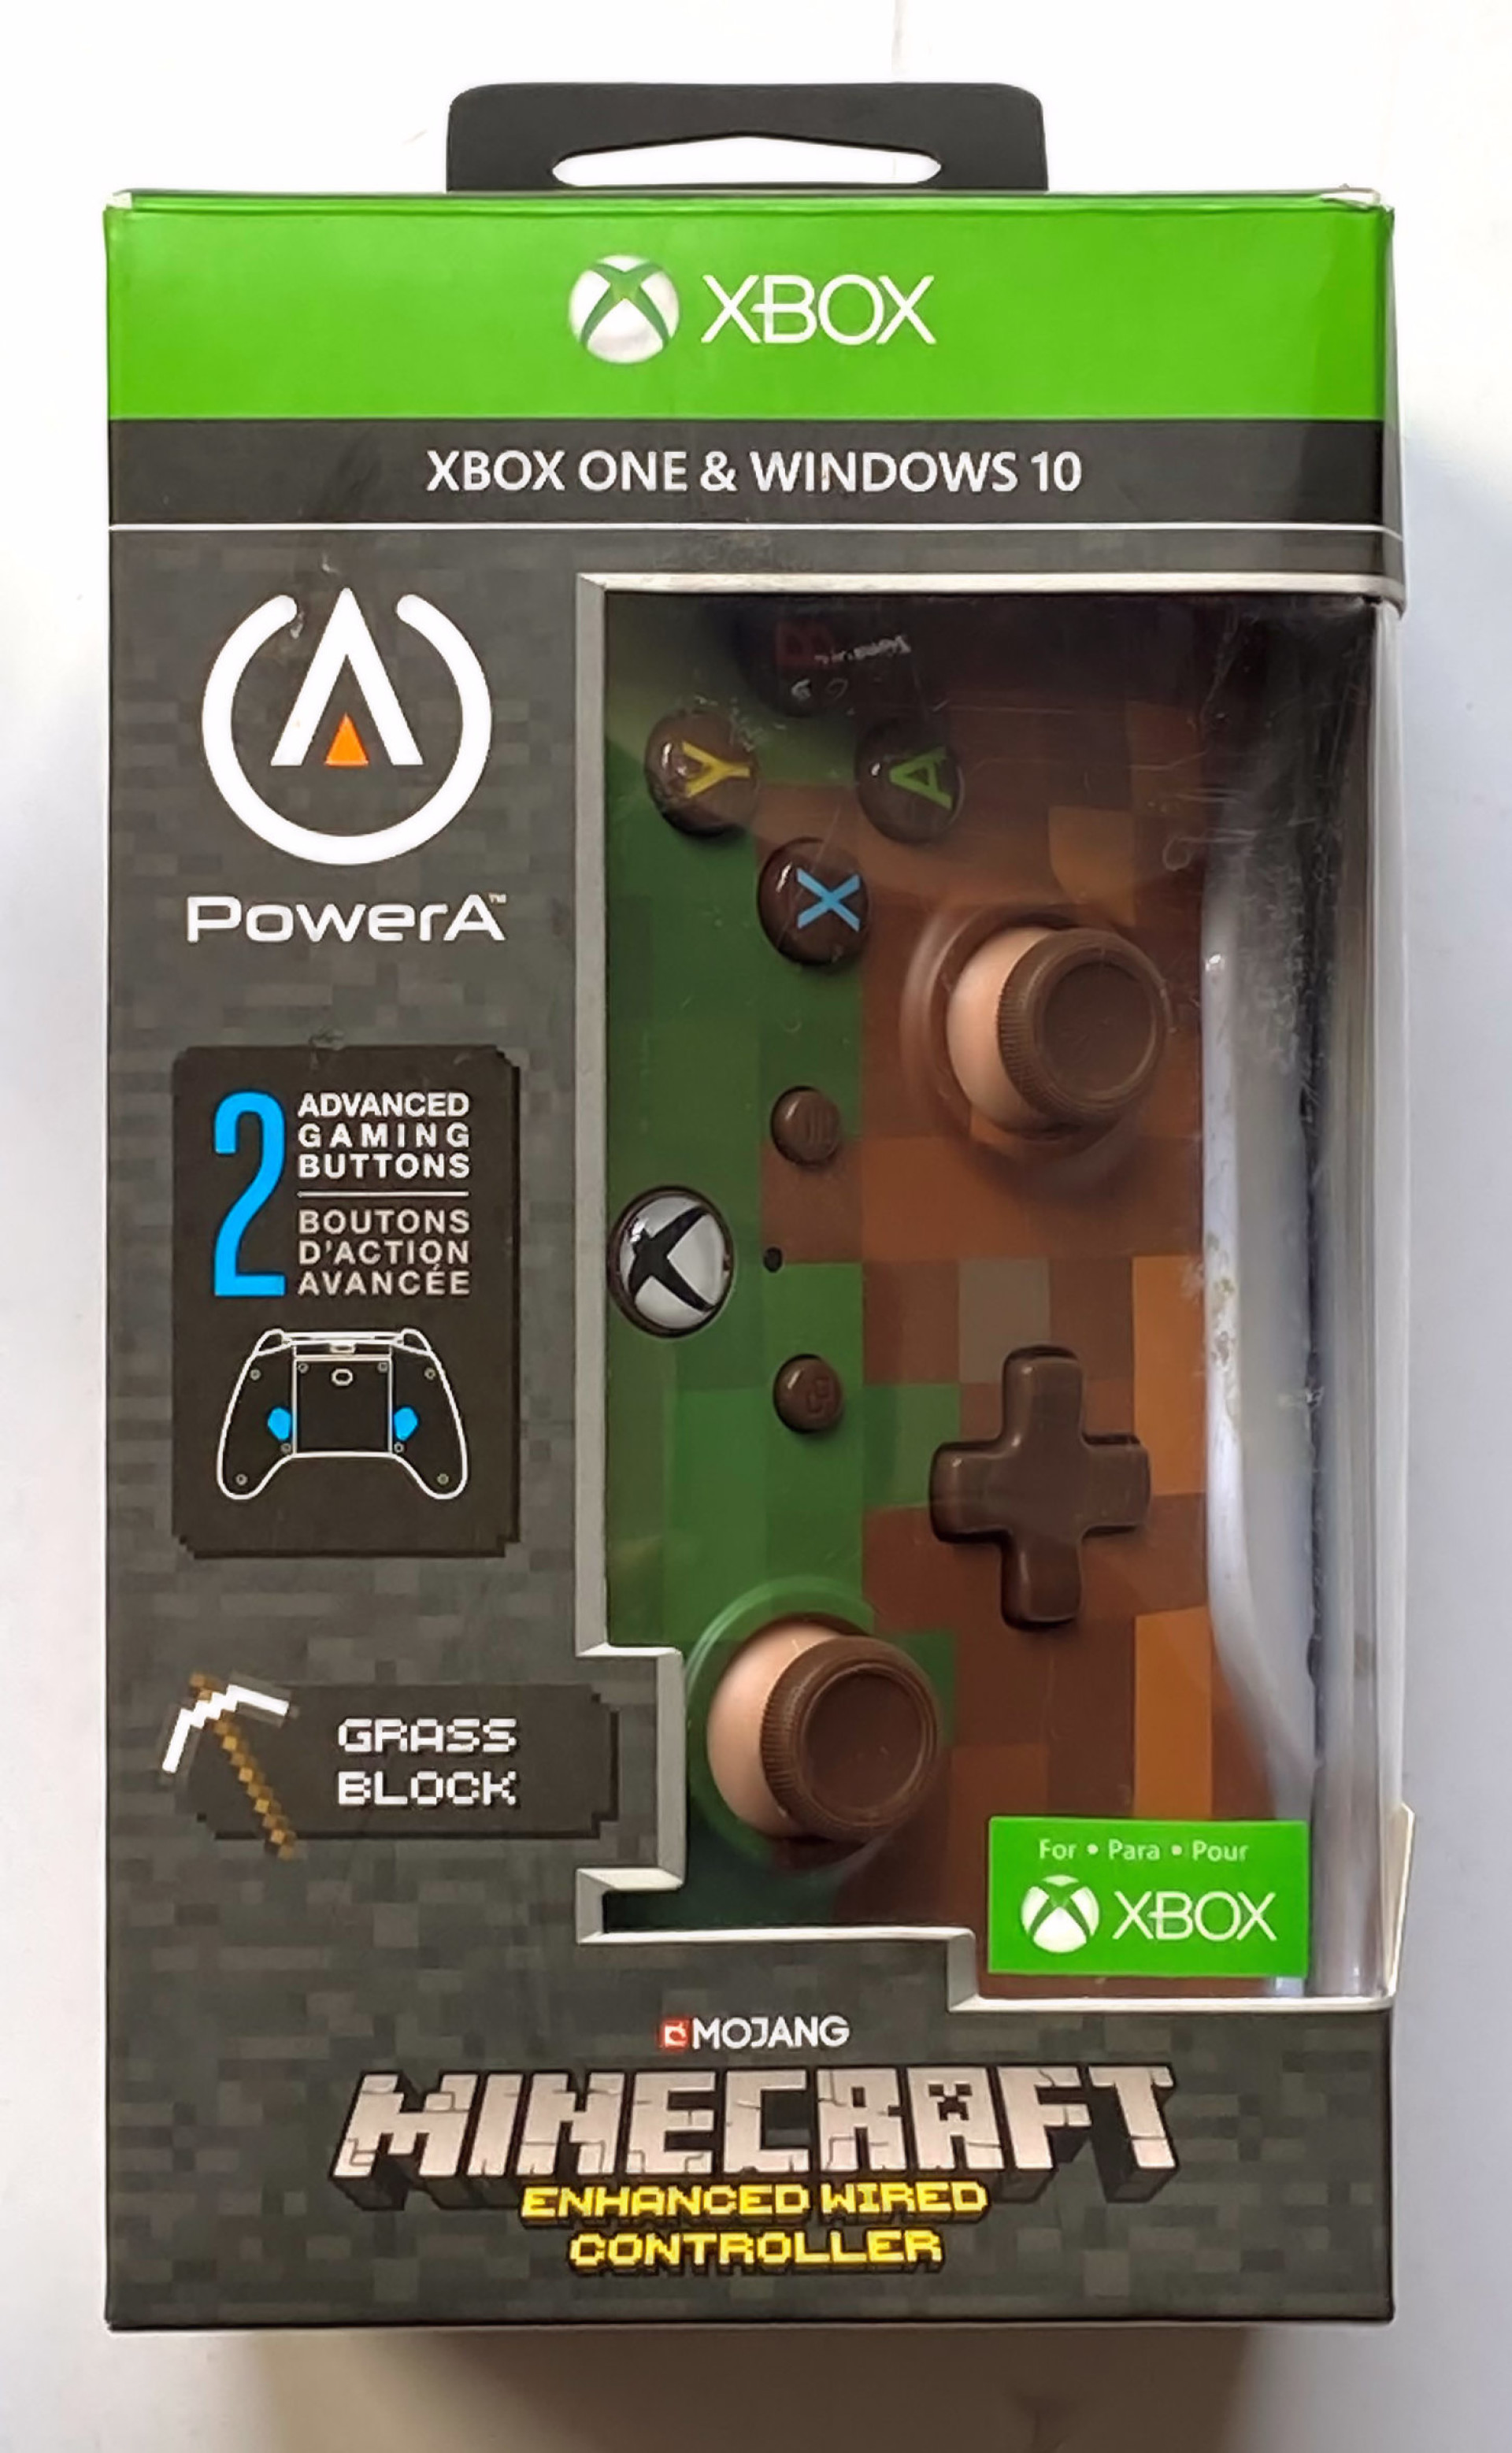 XBOX
XBOX ONE & WINDOWS 10
PowerA™
2
ADVANCED
GAMING
BUTTONS
BOUTONS
D'ACTION
AVANCÉE
B
Y
A
X
GRASS
BLOCK
For • Para • Pour
XBOX
MOJANG
MINECRAFT
ENHANCED WIRED
CONTROLLER